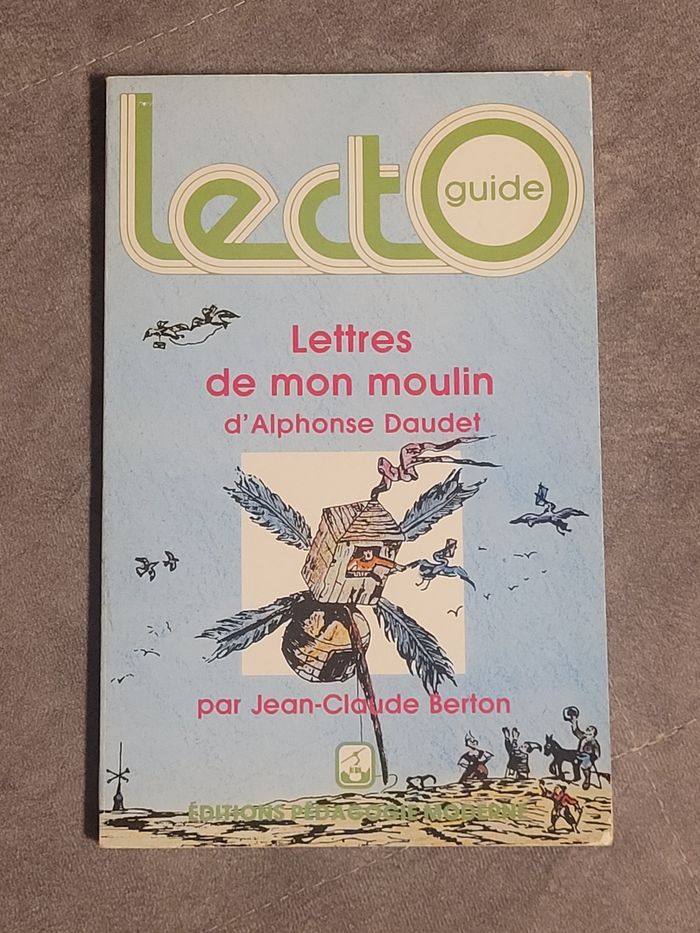 lecto
guide
Lettres
de mon moulin
d'Alphonse Daudet
par Jean-Claude Berton
ÉDITIONS PÉDAGOGIE MODERNE